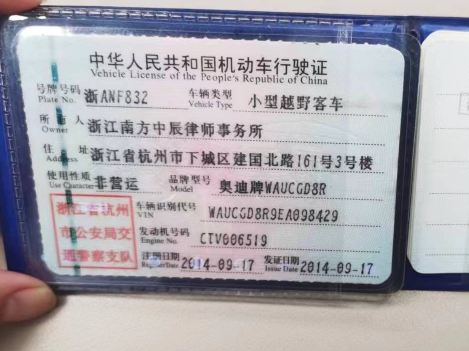 中华人民共和国机动车行驶证
Vehicle License of the People's Republic of China
号牌号码 浙ANF832 车辆类型 小型越野客车
Plate No. Vehicle Type
所有人 浙江南方中辰律师事务所
Owner
住址 浙江省杭州市下城区建国北路161号3号楼
Address
使用性质 非营运 品牌型号 奥迪牌WAUCGD8R
Use Character Model
浙江省杭州 车辆识别代号 WAUCGD8R9EA098429
VIN
市公安局交 发动机号码 CTV006519
Engine No.
通警察支队 注册日期 2014-09-17 发证日期 2014-09-17
Register Date Issue Date